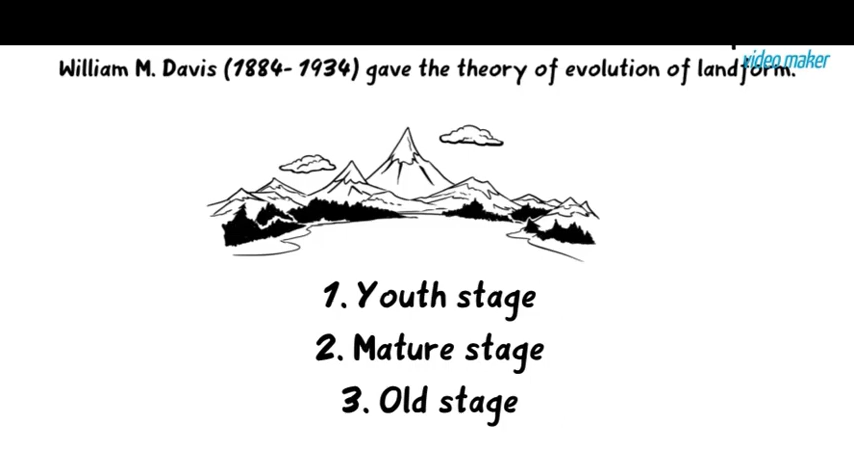 William M. Davis (1884- 1934) gave the theory of evolution of landform.
video maker
1. Youth stage
2. Mature stage
3. Old stage